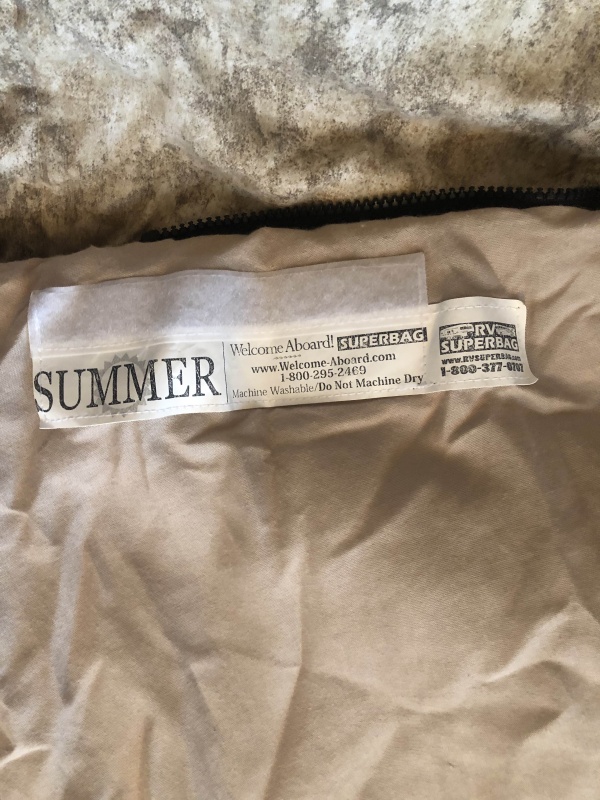 SUMMER
Welcome Aboard! SUPERBAG
www.Welcome-Aboard.com
1-800-295-2469
Machine Washable/Do Not Machine Dry
RV
SUPERBAG
www.RVSUPERBAG.com
1-800-377-0702